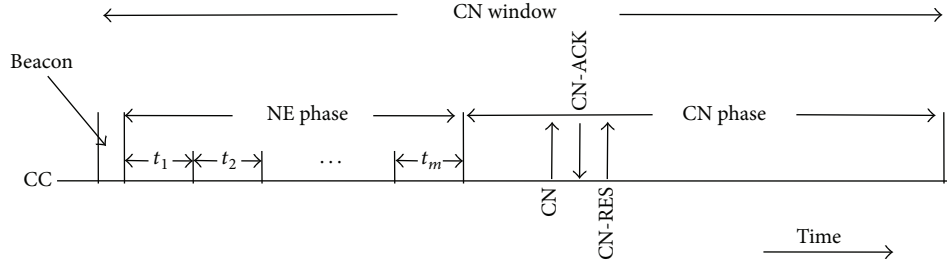 CN window
Beacon
CN-ACK
NE phase
CN phase
t1
t2
...
tm
CC
CN
CN-RES
Time